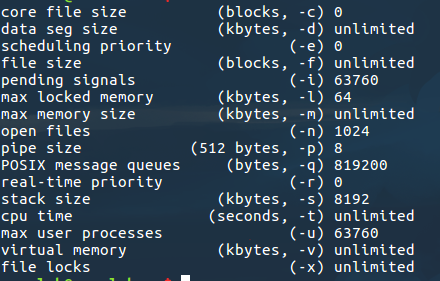 core file size (blocks, -c) 0
data seg size (kbytes, -d) unlimited
scheduling priority (-e) 0
file size (blocks, -f) unlimited
pending signals (-i) 63760
max locked memory (kbytes, -l) 64
max memory size (kbytes, -m) unlimited
open files (-n) 1024
pipe size (512 bytes, -p) 8
POSIX message queues (bytes, -q) 819200
real-time priority (-r) 0
stack size (kbytes, -s) 8192
cpu time (seconds, -t) unlimited
max user processes (-u) 63760
virtual memory (kbytes, -v) unlimited
file locks (-x) unlimited